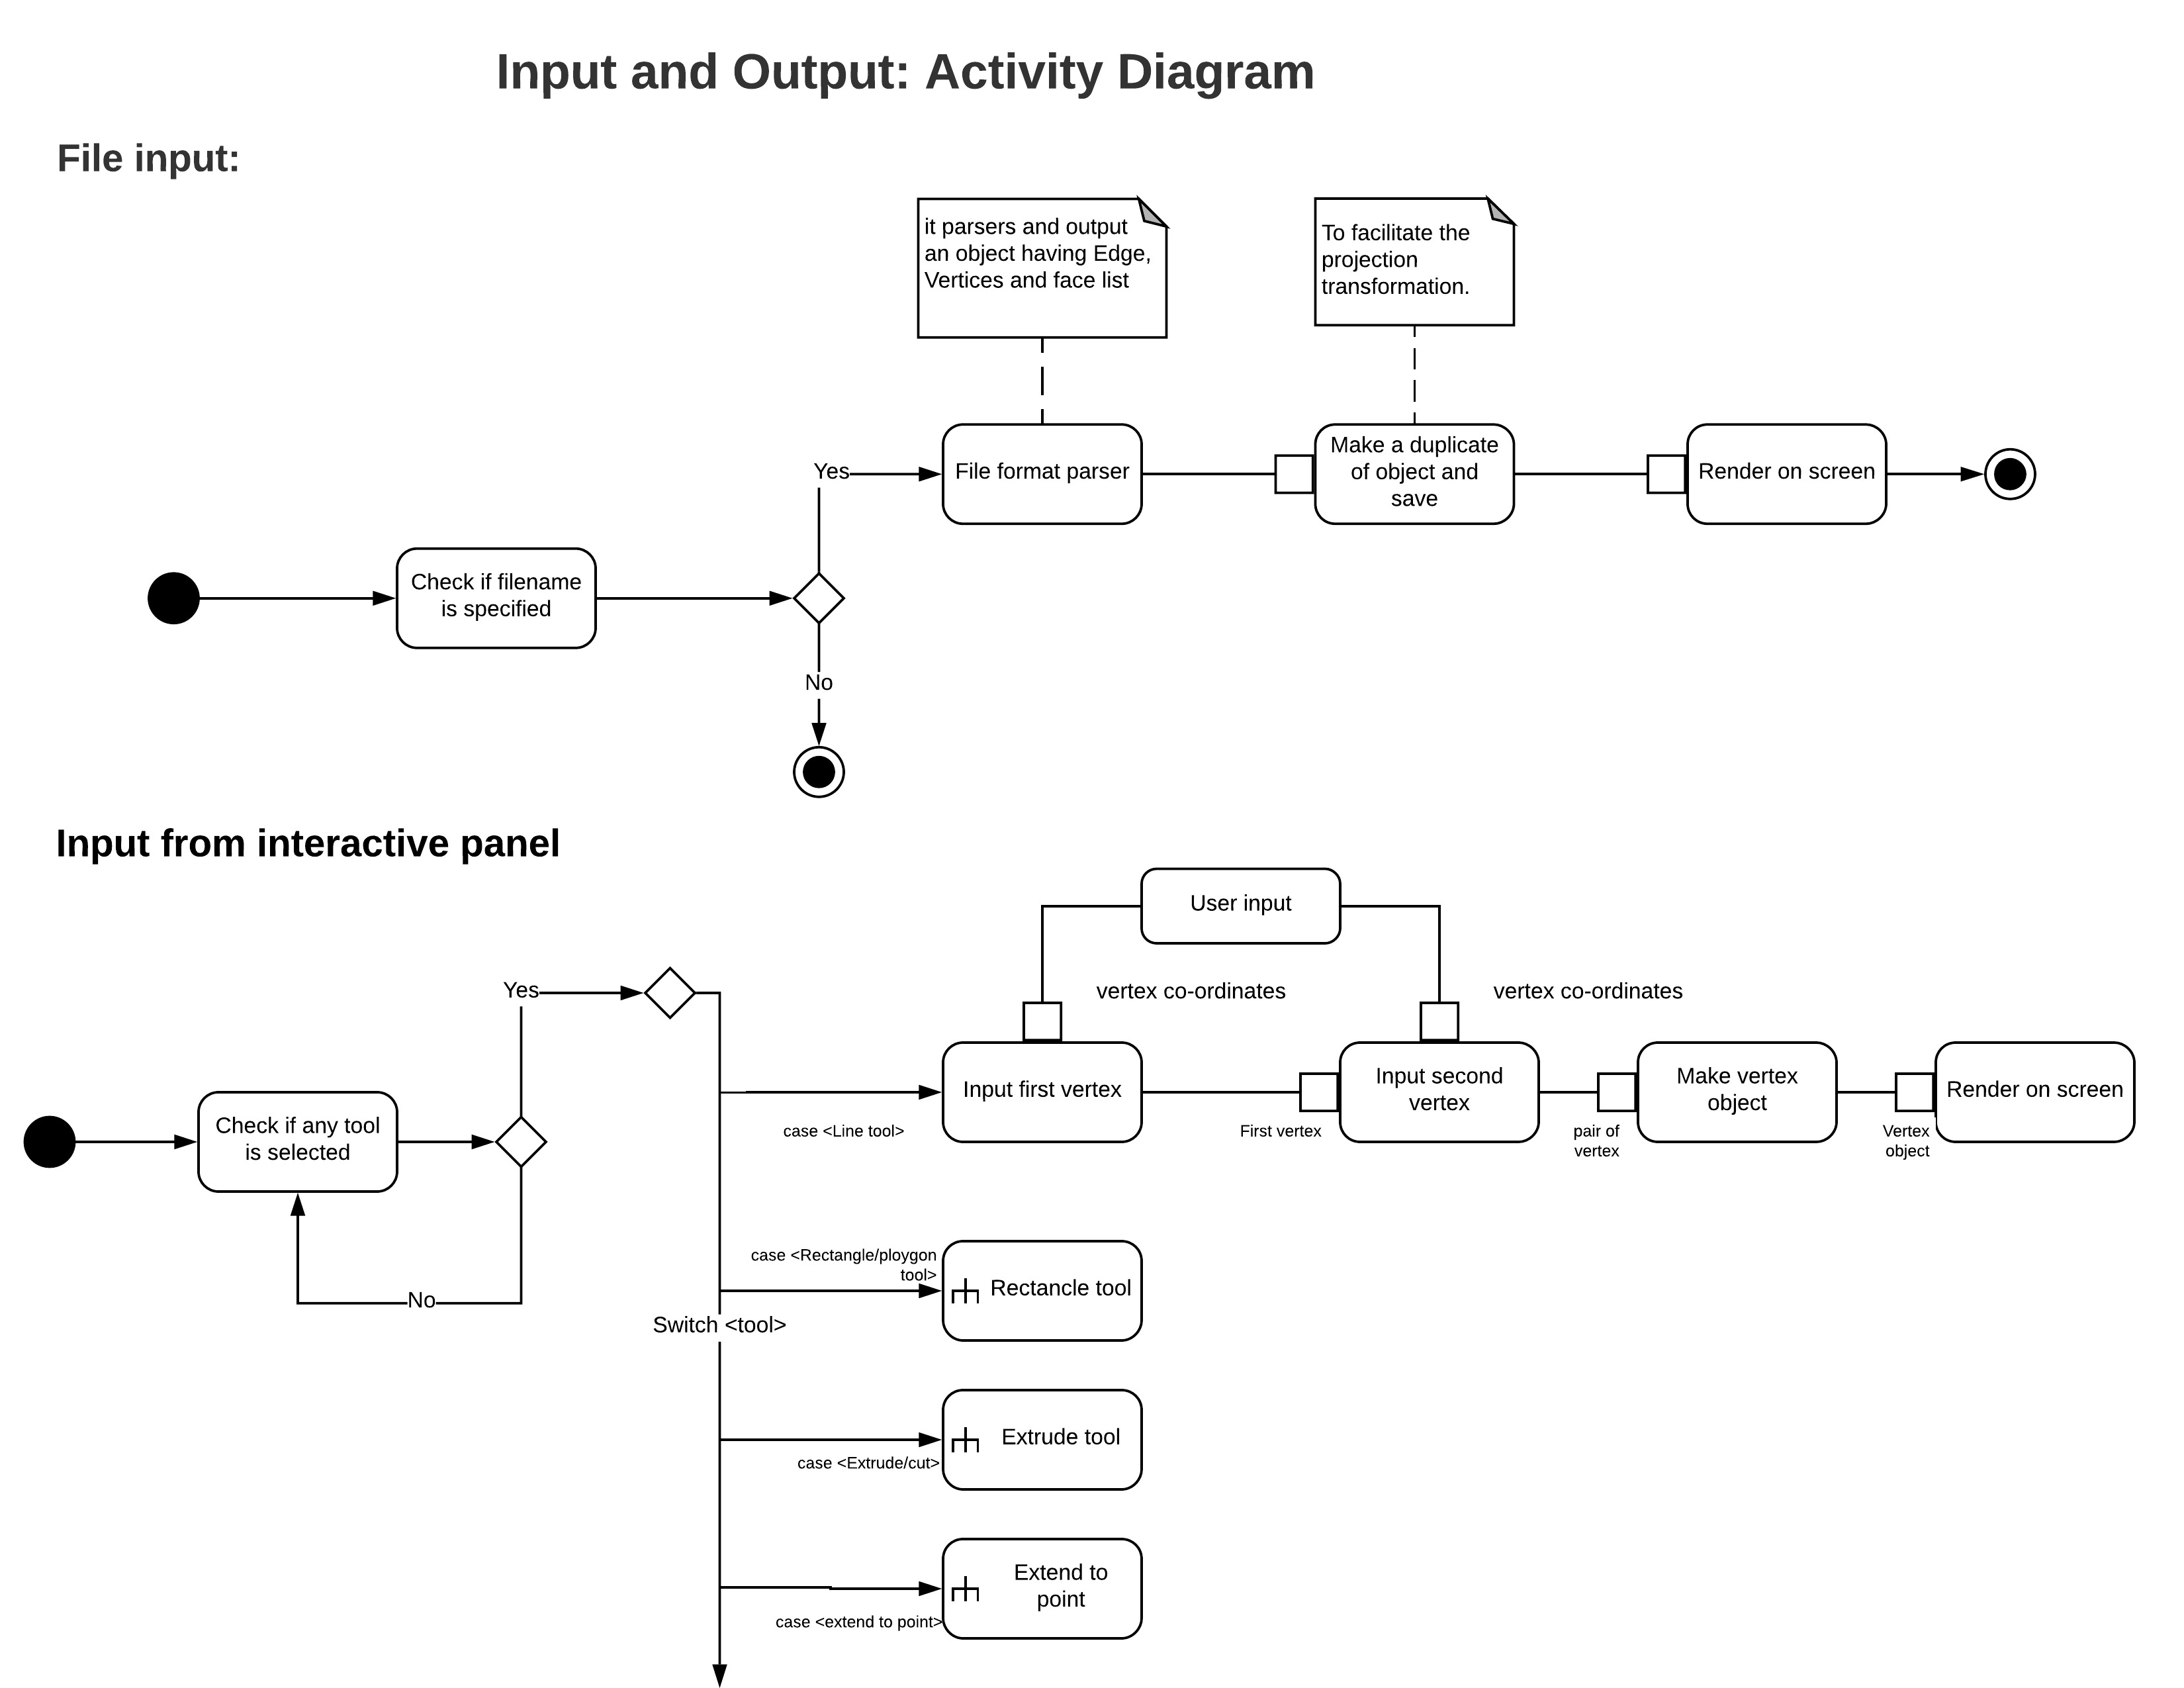 Input and Output: Activity Diagram
File input:
it parsers and output
an object having Edge,
Vertices and face list
To facilitate the
projection
transformation.
Yes
File format parser
Make a duplicate
of object and
save
Render on screen
Check if filename
is specified
No
Input from interactive panel
User input
Yes
vertex co-ordinates
vertex co-ordinates
Check if any tool
is selected
Input first vertex
Input second
vertex
Make vertex
object
Render on screen
case <Line tool>
First vertex
pair of
vertex
Vertex
object
No
case <Rectangle/ploygon
tool>
Rectancle tool
Switch <tool>
Extrude tool
case <Extrude/cut>
Extend to
point
case <extend to point>